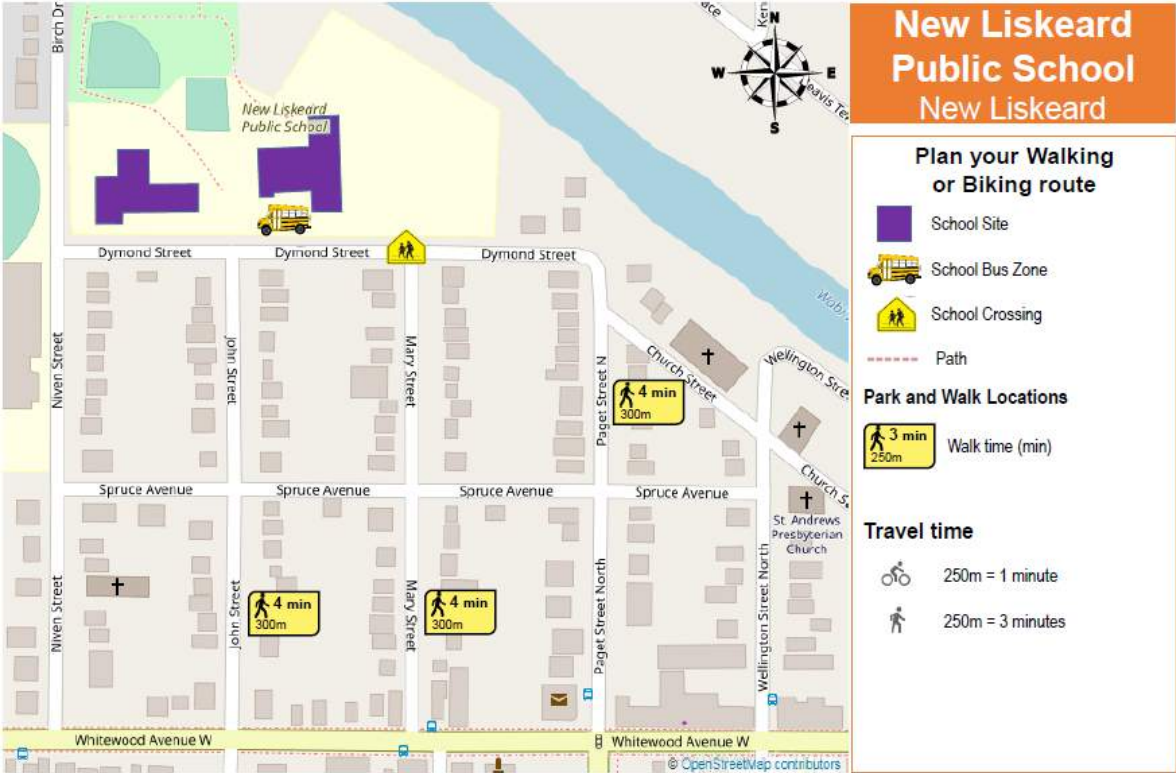 Birch Dr
ace
Ken
N
W
E
S
eavis Te
New Liskeard
Public School
Dymond Street
Dymond Street
Dymond Street
Niven Street
John Street
Mary Street
Paget Street N
Church Street
Wellington Stre
4 min
300m
Spruce Avenue
Spruce Avenue
Spruce Avenue
Spruce Avenue
Church S
St. Andrews
Presbyterian
Church
Niven Street
John Street
4 min
300m
Mary Street
4 min
300m
Paget Street North
Wellington Street North
Whitewood Avenue W
Whitewood Avenue W
© OpenStreetMap contributors
New Liskeard
Public School
New Liskeard
Plan your Walking
or Biking route
School Site
School Bus Zone
School Crossing
Path
Park and Walk Locations
3 min
250m
Walk time (min)
Travel time
250m = 1 minute
250m = 3 minutes